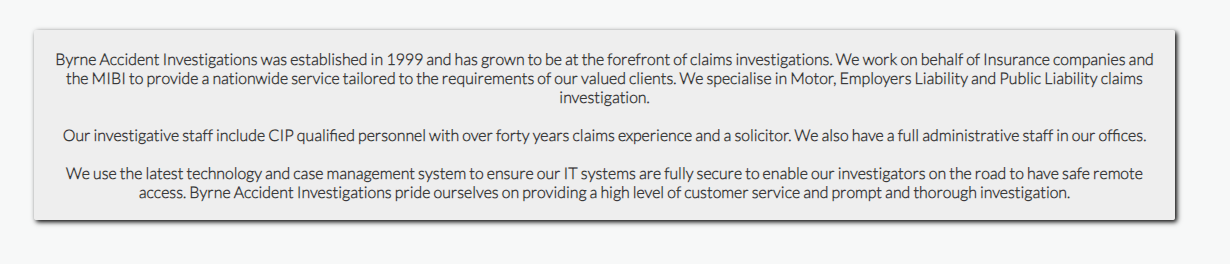 Byrne Accident Investigations was established in 1999 and has grown to be at the forefront of claims investigations. We work on behalf of Insurance companies and
the MIBI to provide a nationwide service tailored to the requirements of our valued clients. We specialise in Motor, Employers Liability and Public Liability claims
investigation.
Our investigative staff include CIP qualified personnel with over forty years claims experience and a solicitor. We also have a full administrative staff in our offices.
We use the latest technology and case management system to ensure our IT systems are fully secure to enable our investigators on the road to have safe remote
access. Byrne Accident Investigations pride ourselves on providing a high level of customer service and prompt and thorough investigation.